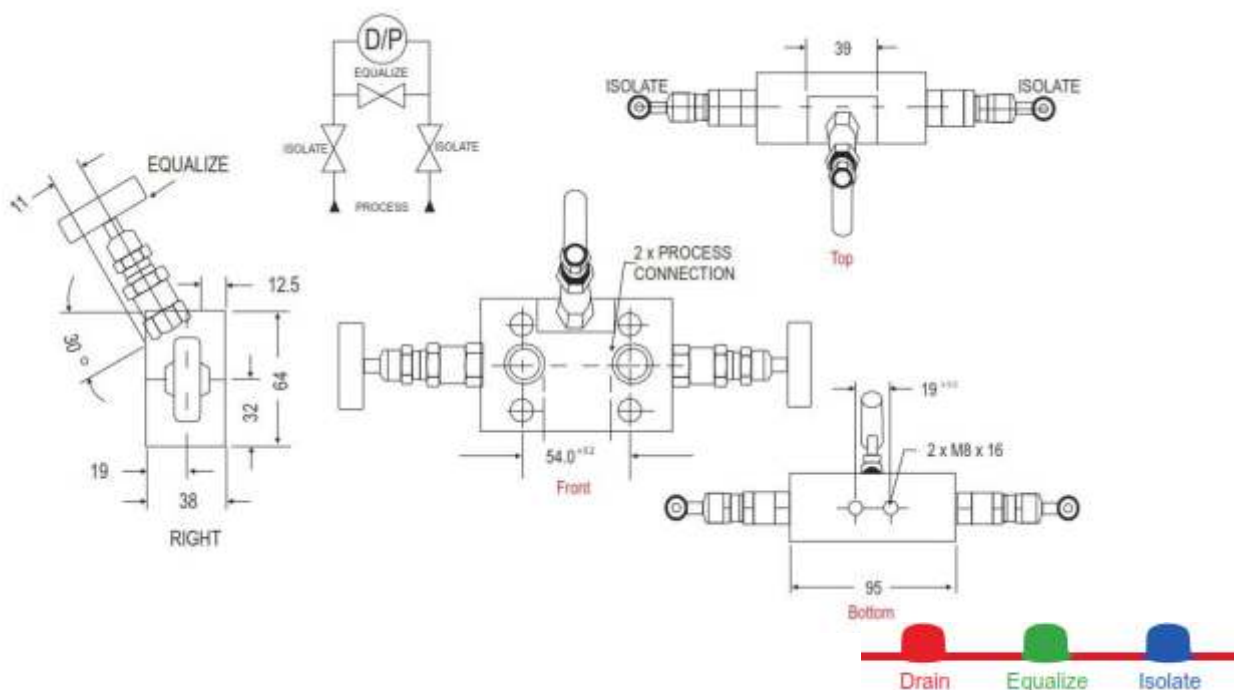 D/P
EQUALIZE
ISOLATE
ISOLATE
PROCESS
39
ISOLATE
ISOLATE
Top
EQUALIZE
11
12.5
30°
64
32
19
38
RIGHT
2 x PROCESS
CONNECTION
54.0
Front
19
2 x M8 x 16
95
Bottom
Drain
Equalize
Isolate